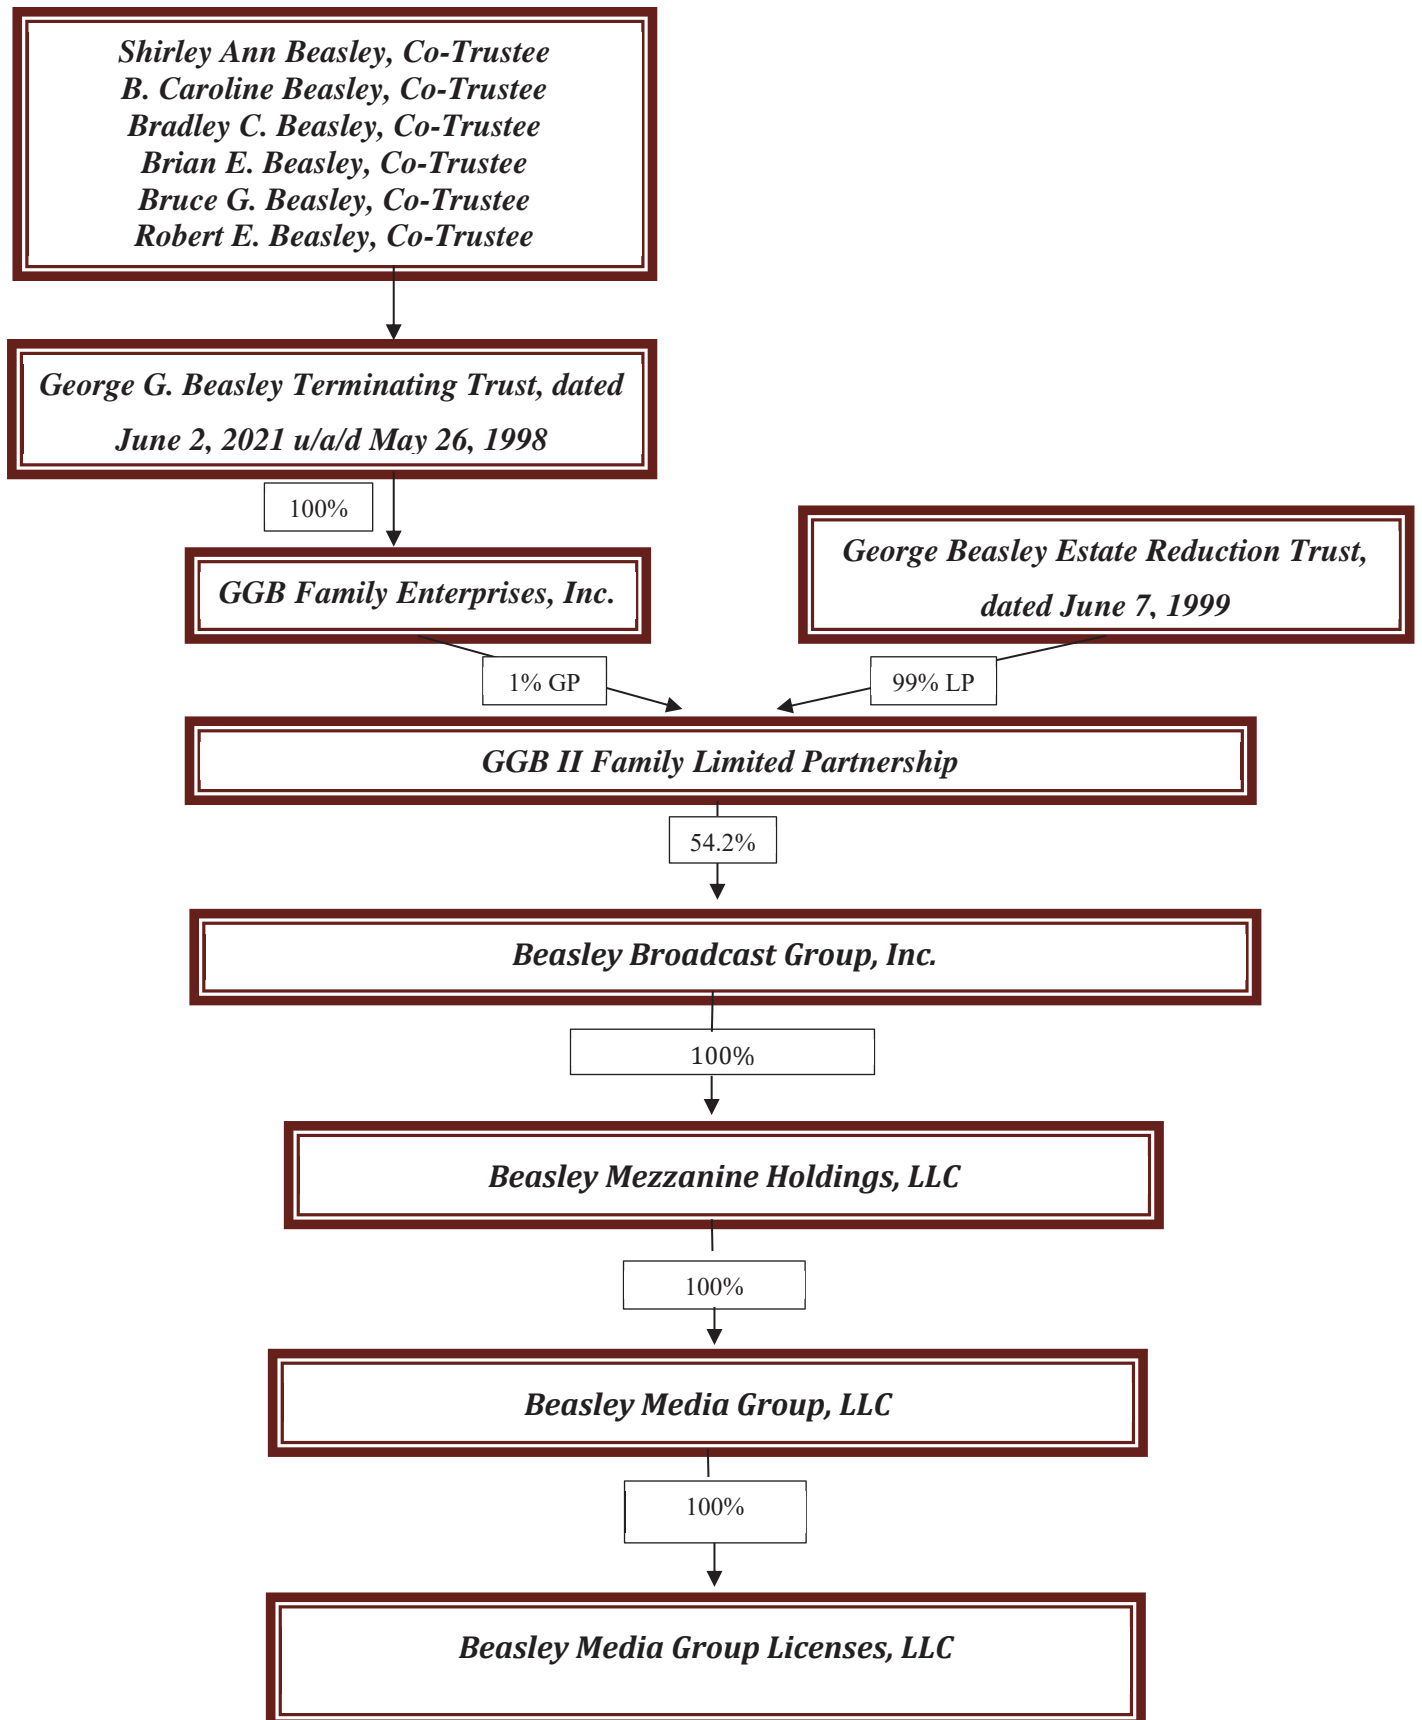 Shirley Ann Beasley, Co-Trustee
B. Caroline Beasley, Co-Trustee
Bradley C. Beasley, Co-Trustee
Brian E. Beasley, Co-Trustee
Bruce G. Beasley, Co-Trustee
Robert E. Beasley, Co-Trustee
George G. Beasley Terminating Trust, dated
June 2, 2021 u/a/d May 26, 1998
100%
GGB Family Enterprises, Inc.
George Beasley Estate Reduction Trust,
dated June 7, 1999
1% GP
99% LP
GGB II Family Limited Partnership
54.2%
Beasley Broadcast Group, Inc.
100%
Beasley Mezzanine Holdings, LLC
100%
Beasley Media Group, LLC
100%
Beasley Media Group Licenses, LLC